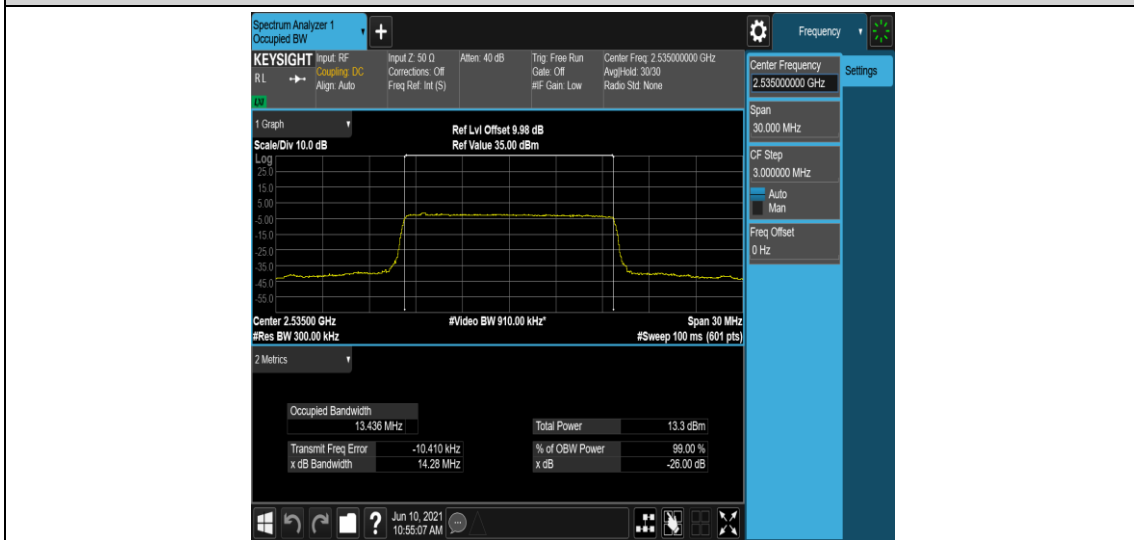 Spectrum Analyzer 1
Occupied BW
+
Frequency
KEYSIGHT
RL
LXI
Input: RF
Coupling: DC
Align: Auto
Input Z: 50 Ω
Corrections: Off
Freq Ref: Int (S)
Atten: 40 dB
Trig: Free Run
Gate: Off
#IF Gain: Low
Center Freq: 2.535000000 GHz
Avg|Hold: 30/30
Radio Std: None
Center Frequency
2.535000000 GHz
Settings
Span
30.000 MHz
CF Step
3.000000 MHz
Auto
Man
Freq Offset
0 Hz
1 Graph
Scale/Div 10.0 dB
Ref Lvl Offset 9.98 dB
Ref Value 35.00 dBm
Log
25.0
15.0
5.00
-5.00
-15.0
-25.0
-35.0
-45.0
-55.0
Center 2.53500 GHz
#Video BW 910.00 kHz*
Span 30 MHz
#Res BW 300.00 kHz
#Sweep 100 ms (601 pts)
2 Metrics
Occupied Bandwidth
13.436 MHz
Total Power 13.3 dBm
Transmit Freq Error -10.410 kHz
% of OBW Power 99.00 %
x dB Bandwidth 14.28 MHz
x dB -26.00 dB
?
Jun 10, 2021
10:55:07 AM